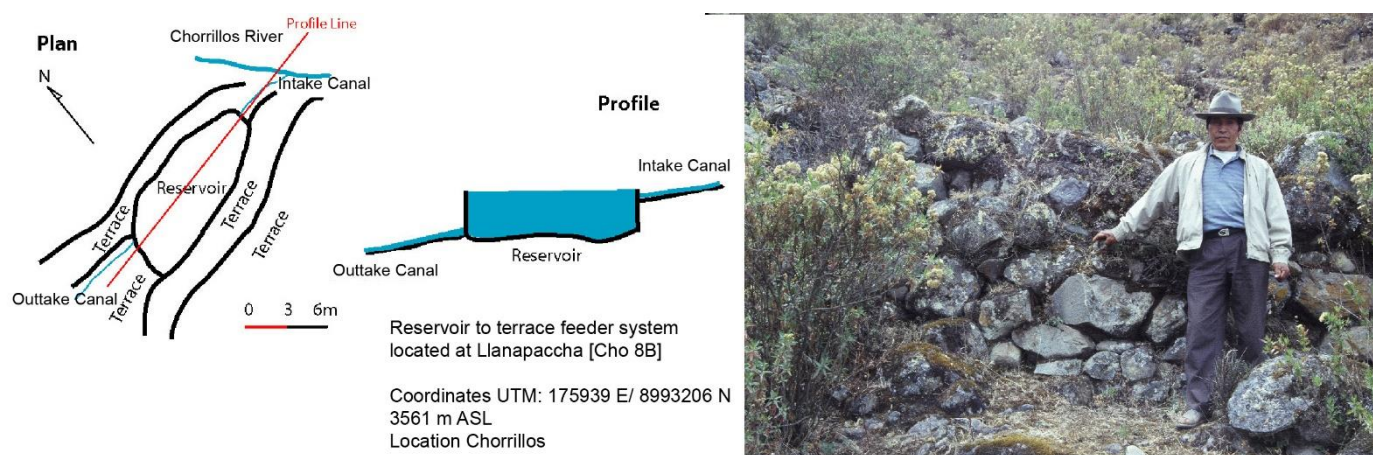 Plan
N
Profile Line
Chorrillos River
Intake Canal
Reservoir
Terrace
Terrace
Terrace
Terrace
Outtake Canal
0 3 6m
Profile
Intake Canal
Outtake Canal
Reservoir
Reservoir to terrace feeder system
located at Llanapaccha [Cho 8B]
Coordinates UTM: 175939 E/ 8993206 N
3561 m ASL
Location Chorrillos